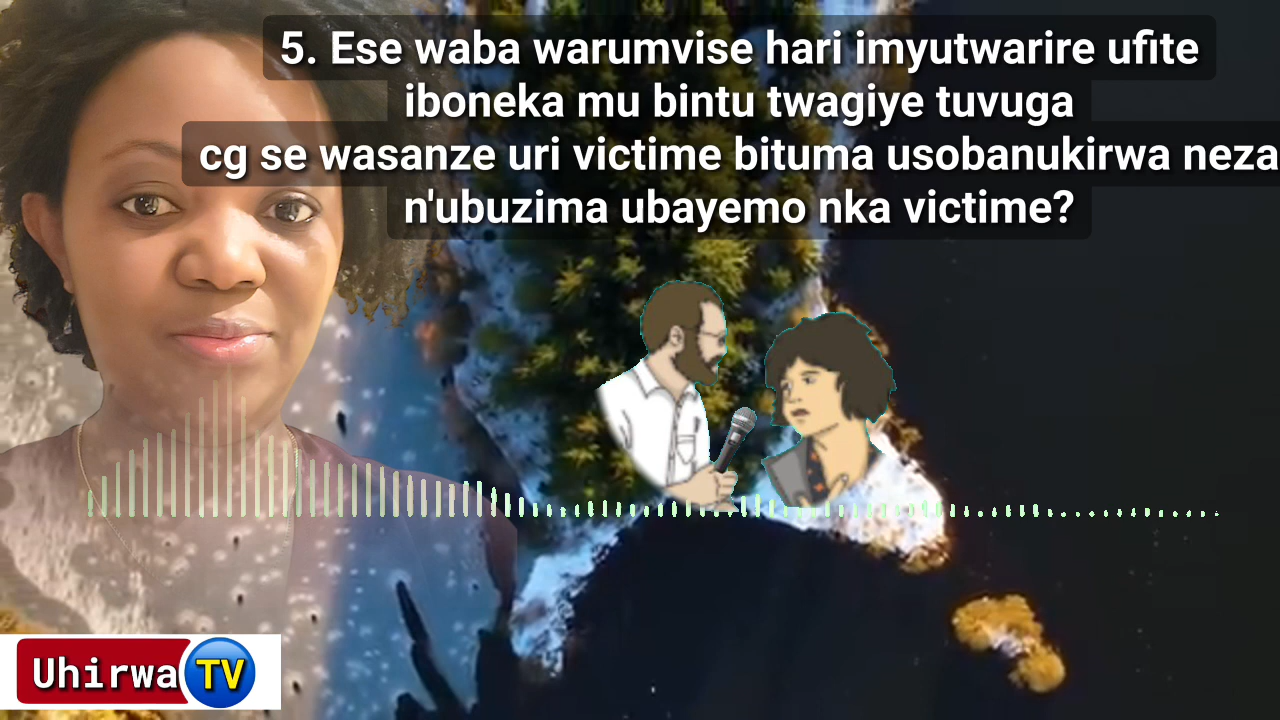 5. Ese waba warumvise hari imyutwarire ufite
iboneka mu bintu twagiye tuvuga
cg se wasanze uri victime bituma usobanukirwa neza
n'ubuzima ubayemo nka victime?
Uhirwa TV